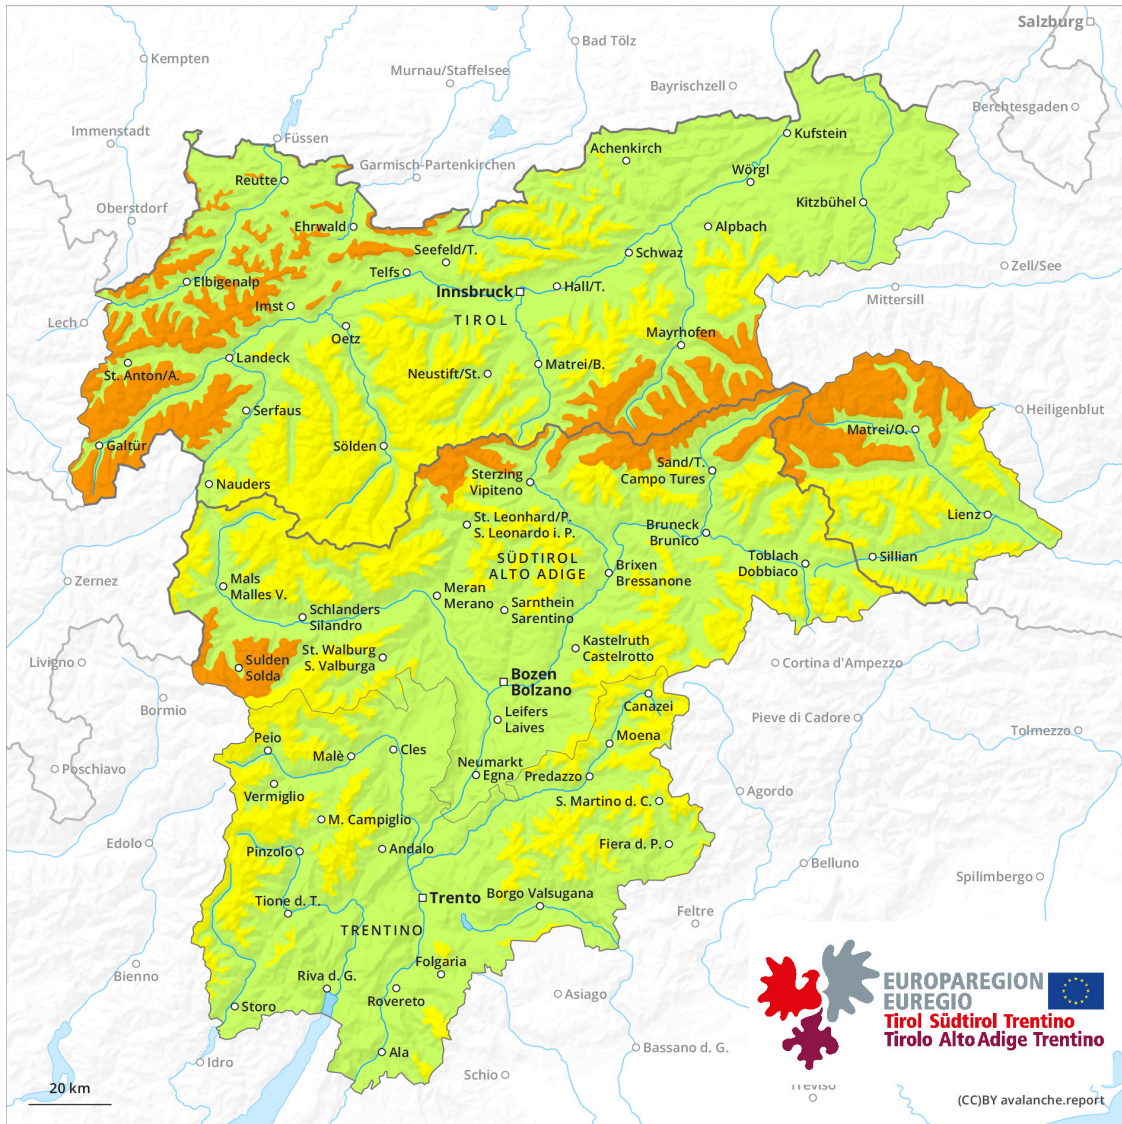 Salzburg
Bad Tölz
Kempten
Murnau/Staffelsee
Bayrischzell
Berchtesgaden
Immenstadt
Füssen
Kufstein
Achenkirch
Garmisch-Partenkirchen
Wörgl
Reutte
Oberstdorf
Kitzbühel
Ehrwald
Alpbach
Seefeld/T.
Schwaz
Zell/See
Telfs
Elbigenalp
Hall/T.
Innsbruck
Mittersill
Imst
TIROL
Lech
Mayrhofen
Oetz
Landeck
Matrei/B.
St. Anton/A.
Neustift/St.
Serfaus
Heiligenblut
Matrei/O.
Galtür
Sölden
Sand/T.
Campo Tures
Sterzing
Vipiteno
Nauders
Lienz
St. Leonhard/P.
S. Leonardo i. P.
Bruneck
Brunico
SÜDTIROL
ALTO ADIGE
Toblach
Dobbiaco
Sillian
Brixen
Bressanone
Zernez
Mals
Malles V.
Meran
Merano
Sarnthein
Sarentino
Schlanders
Silandro
Kastelruth
Castelrotto
St. Walburg
S. Valburga
Livigno
Sulden
Solda
Cortina d'Ampezzo
Bozen
Bolzano
Bormio
Canazei
Leifers
Laives
Pieve di Cadore
Tolmezzo
Moena
Peio
Cles
Malè
Neumarkt
Egna
Predazzo
Poschiavo
Vermiglio
S. Martino d. C.
Agordo
M. Campiglio
Edolo
Fiera d. P.
Pinzolo
Andalo
Belluno
Spilimbergo
Borgo Valsugana
Trento
Tione d. T.
Feltre
TRENTINO
Folgaria
Bienno
Riva d. G.
Rovereto
Asiago
Storo
EUROPAREGION
EUREGIO
Tirol Südtirol Trentino
Tirolo Alto Adige Trentino
Ala
Bassano d. G.
Idro
Schio
Treviso
20 km
(CC)BY avalanche.report